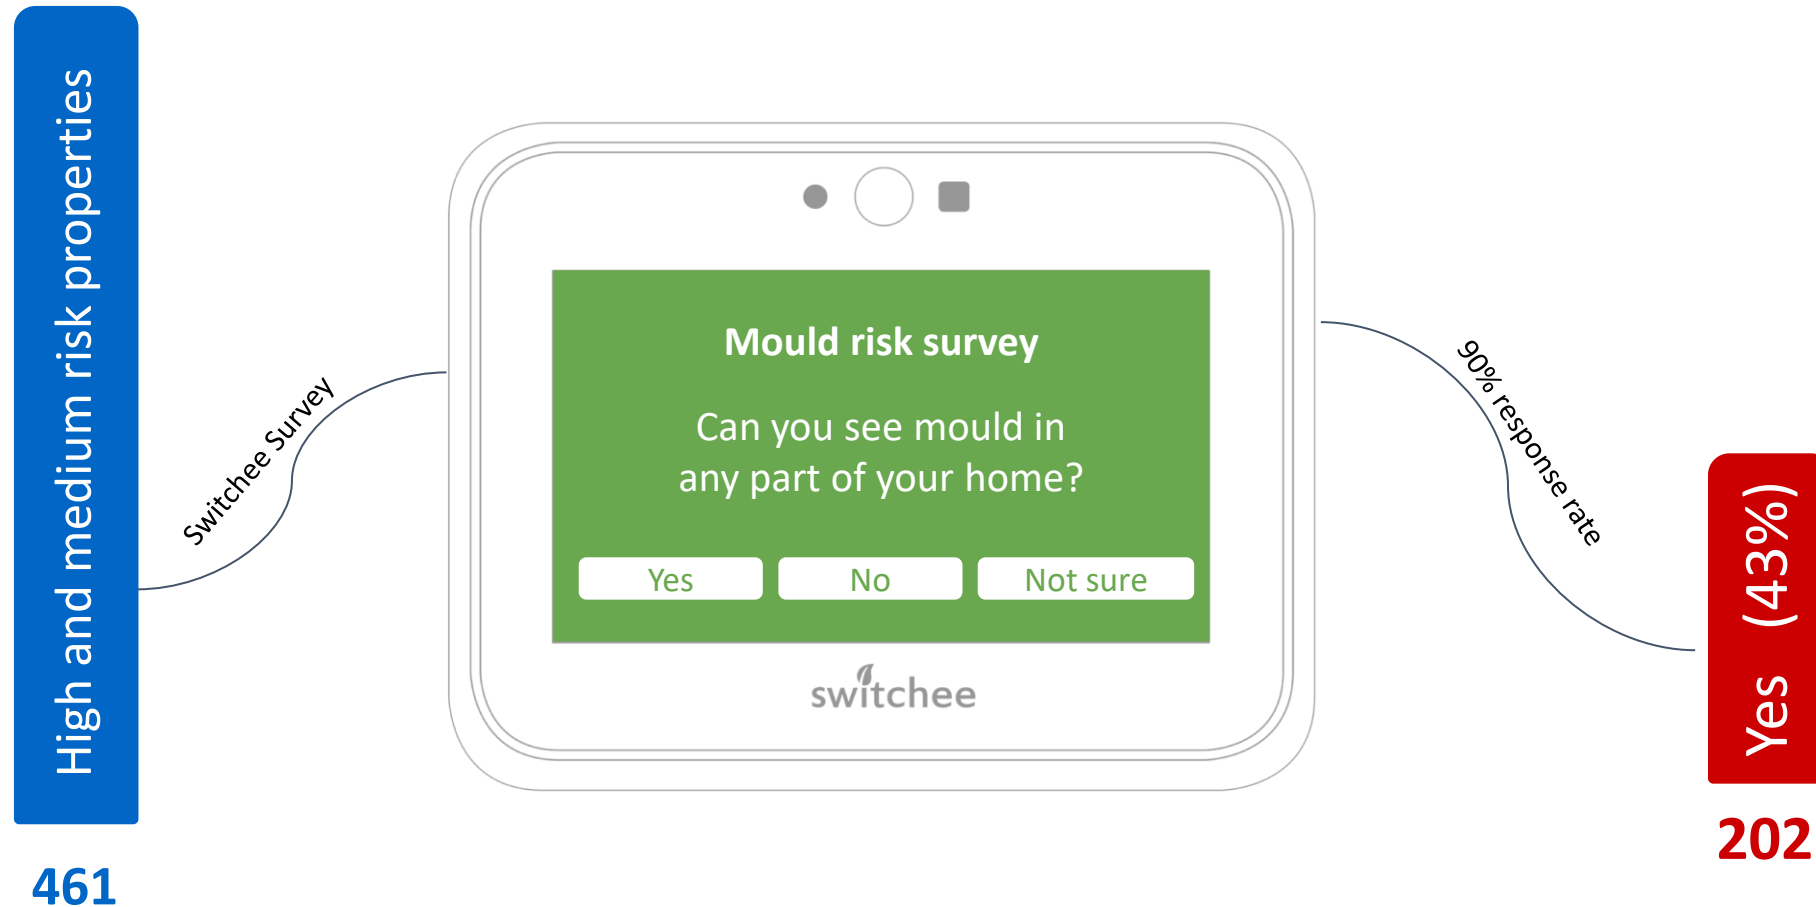 High and medium risk properties
461
Switchee Survey
Mould risk survey
Can you see mould in
any part of your home?
Yes
No
Not sure
switchee
90% response rate
Yes (43%)
202